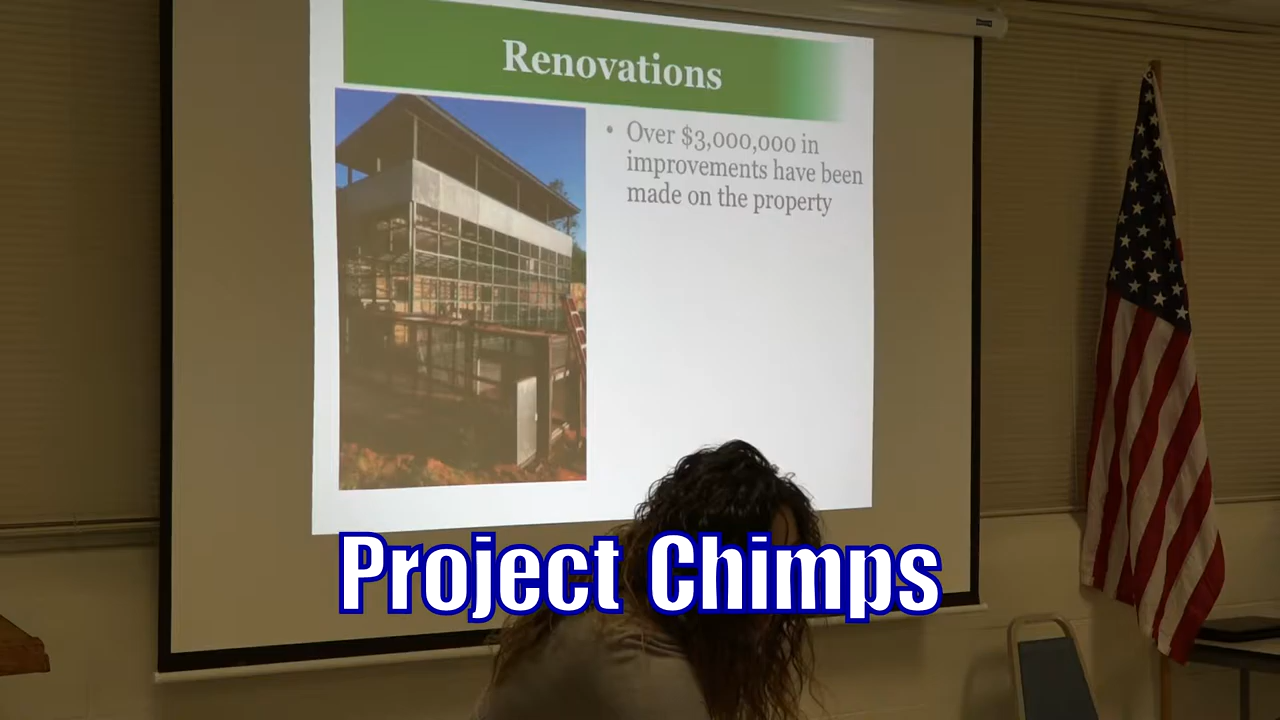 Renovations
• Over $3,000,000 in
improvements have been
made on the property
Project Chimps